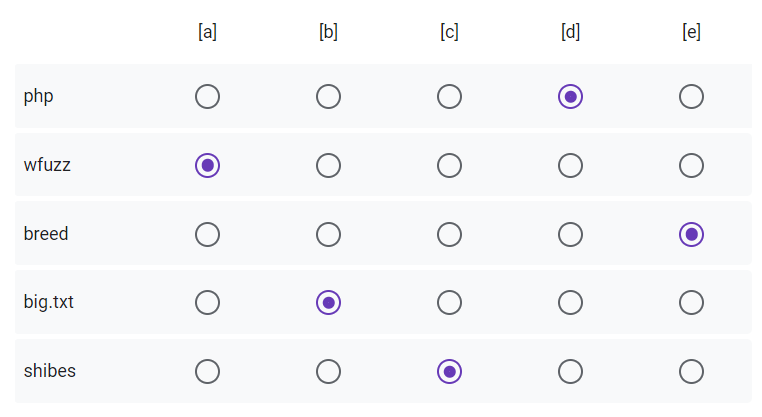 [a] [b] [c] [d] [e]
php
wfuzz
breed
big.txt
shibes